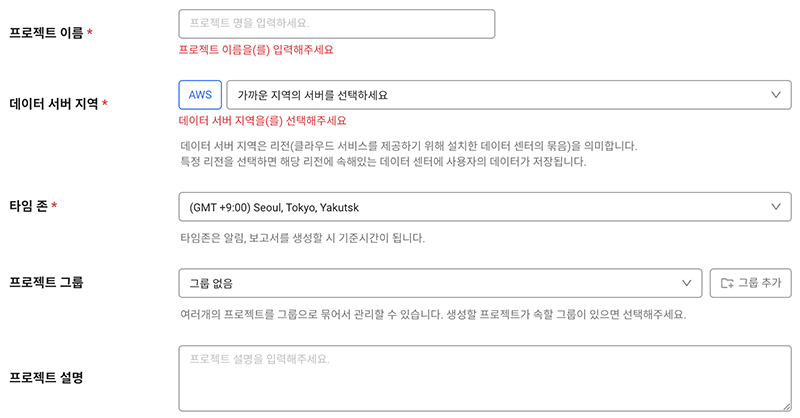 프로젝트 이름 *
프로젝트 명을 입력하세요.
프로젝트 이름을(를) 입력해주세요
데이터 서버 지역 *
AWS
가까운 지역의 서버를 선택하세요
데이터 서버 지역을(를) 선택해주세요
데이터 서버 지역은 리전(클라우드 서비스를 제공하기 위해 설치한 데이터 센터의 묶음)을 의미합니다.
특정 리전을 선택하면 해당 리전에 속해있는 데이터 센터에 사용자의 데이터가 저장됩니다.
타임 존 *
(GMT +9:00) Seoul, Tokyo, Yakutsk
타임존은 알림, 보고서를 생성할 시 기준시간이 됩니다.
프로젝트 그룹
그룹 없음
그룹 추가
여러개의 프로젝트를 그룹으로 묶어서 관리할 수 있습니다. 생성할 프로젝트가 속할 그룹이 있으면 선택해주세요.
프로젝트 설명
프로젝트 설명을 입력해주세요.